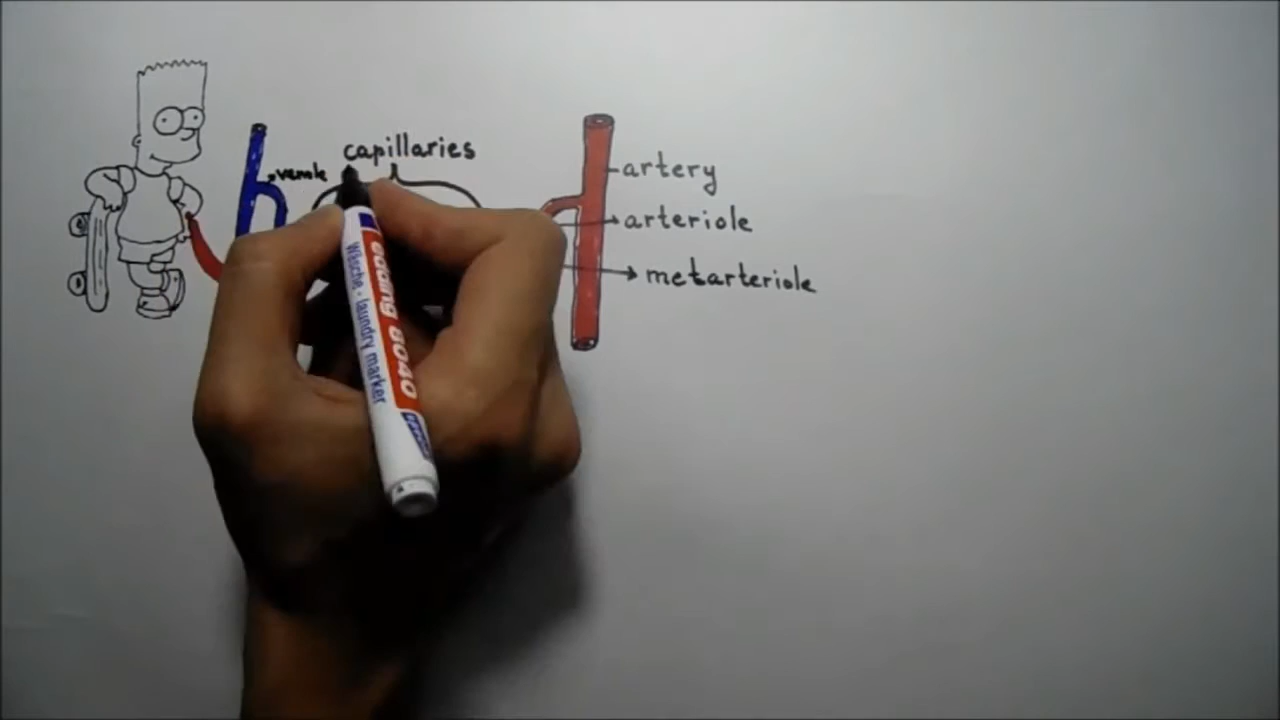 capillaries
venule
artery
arteriole
metarteriole
edding 8040
Wäsche - laundry marker